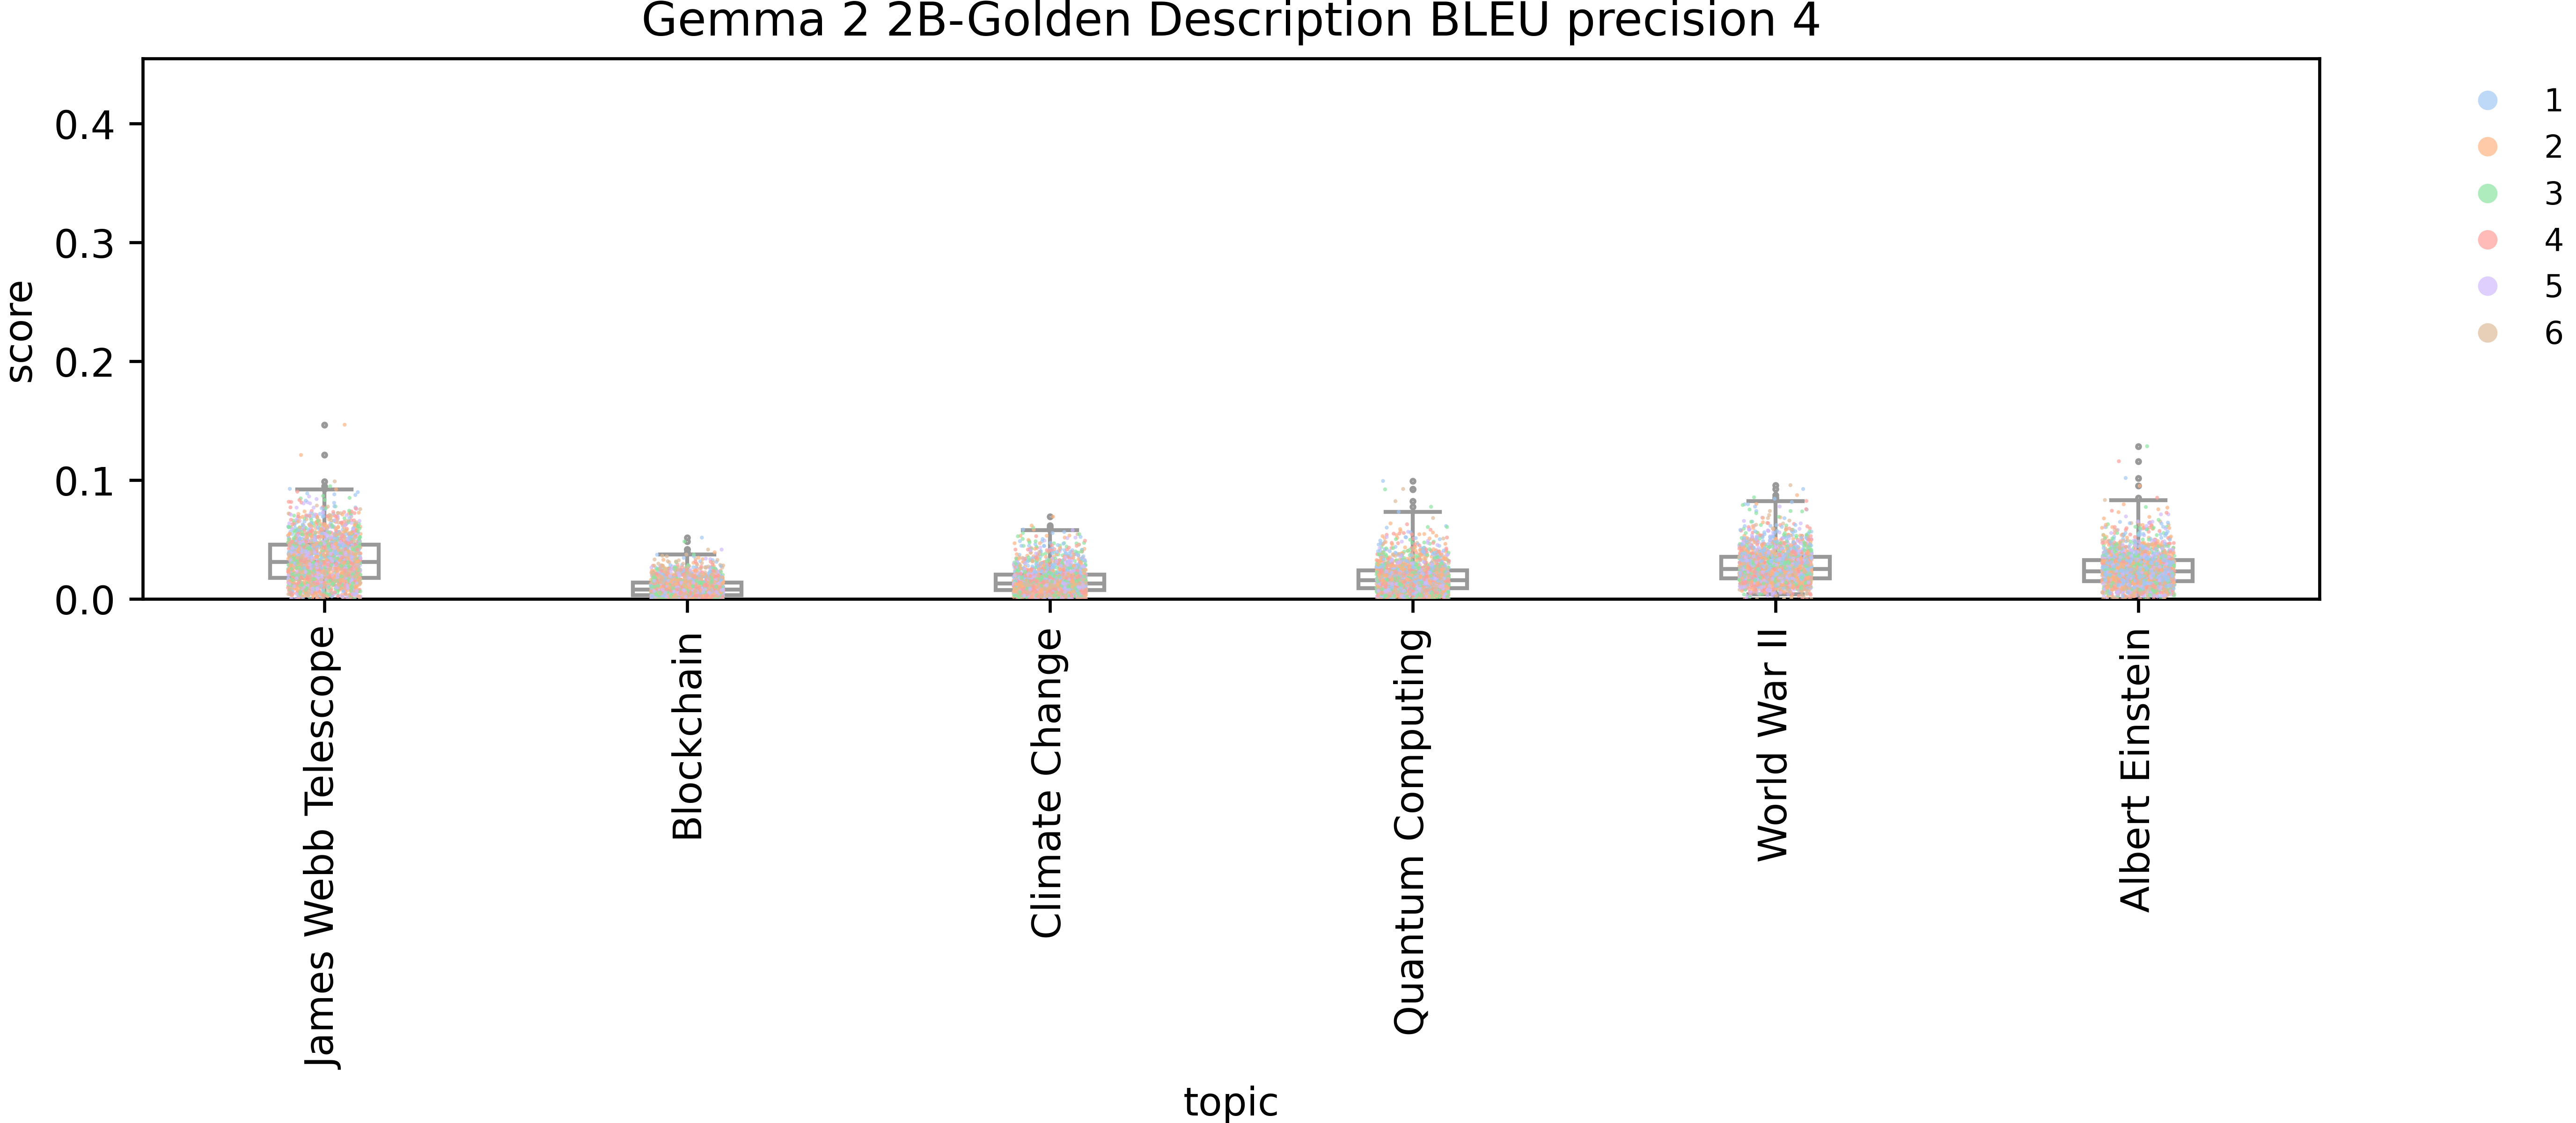 Gemma 2 2B-Golden Description BLEU precision 4
score
0.4
0.3
0.2
0.1
0.0
James Webb Telescope
Blockchain
Climate Change
Quantum Computing
World War II
Albert Einstein
topic
1
2
3
4
5
6